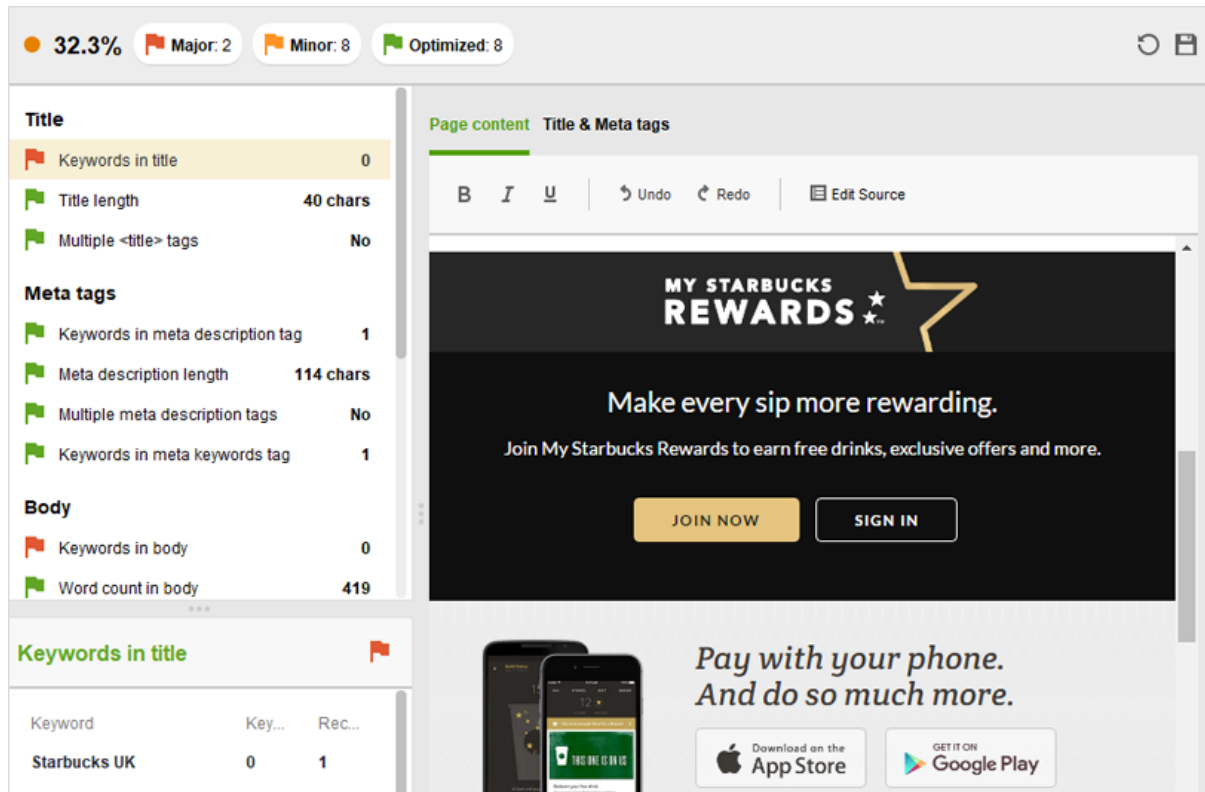 32.3% Major: 2 Minor: 8 Optimized: 8
Title
Keywords in title 0
Title length 40 chars
Multiple <title> tags No
Meta tags
Keywords in meta description tag 1
Meta description length 114 chars
Multiple meta description tags No
Keywords in meta keywords tag 1
Body
Keywords in body 0
Word count in body 419
Keywords in title
Keyword Key... Rec...
Starbucks UK 0 1
Page content Title & Meta tags
B I U Undo Redo Edit Source
MY STARBUCKS
REWARDS
Make every sip more rewarding.
Join My Starbucks Rewards to earn free drinks, exclusive offers and more.
JOIN NOW SIGN IN
Pay with your phone.
And do so much more.
12
THIS ONE IS ON US
Download on the
App Store
GET IT ON
Google Play